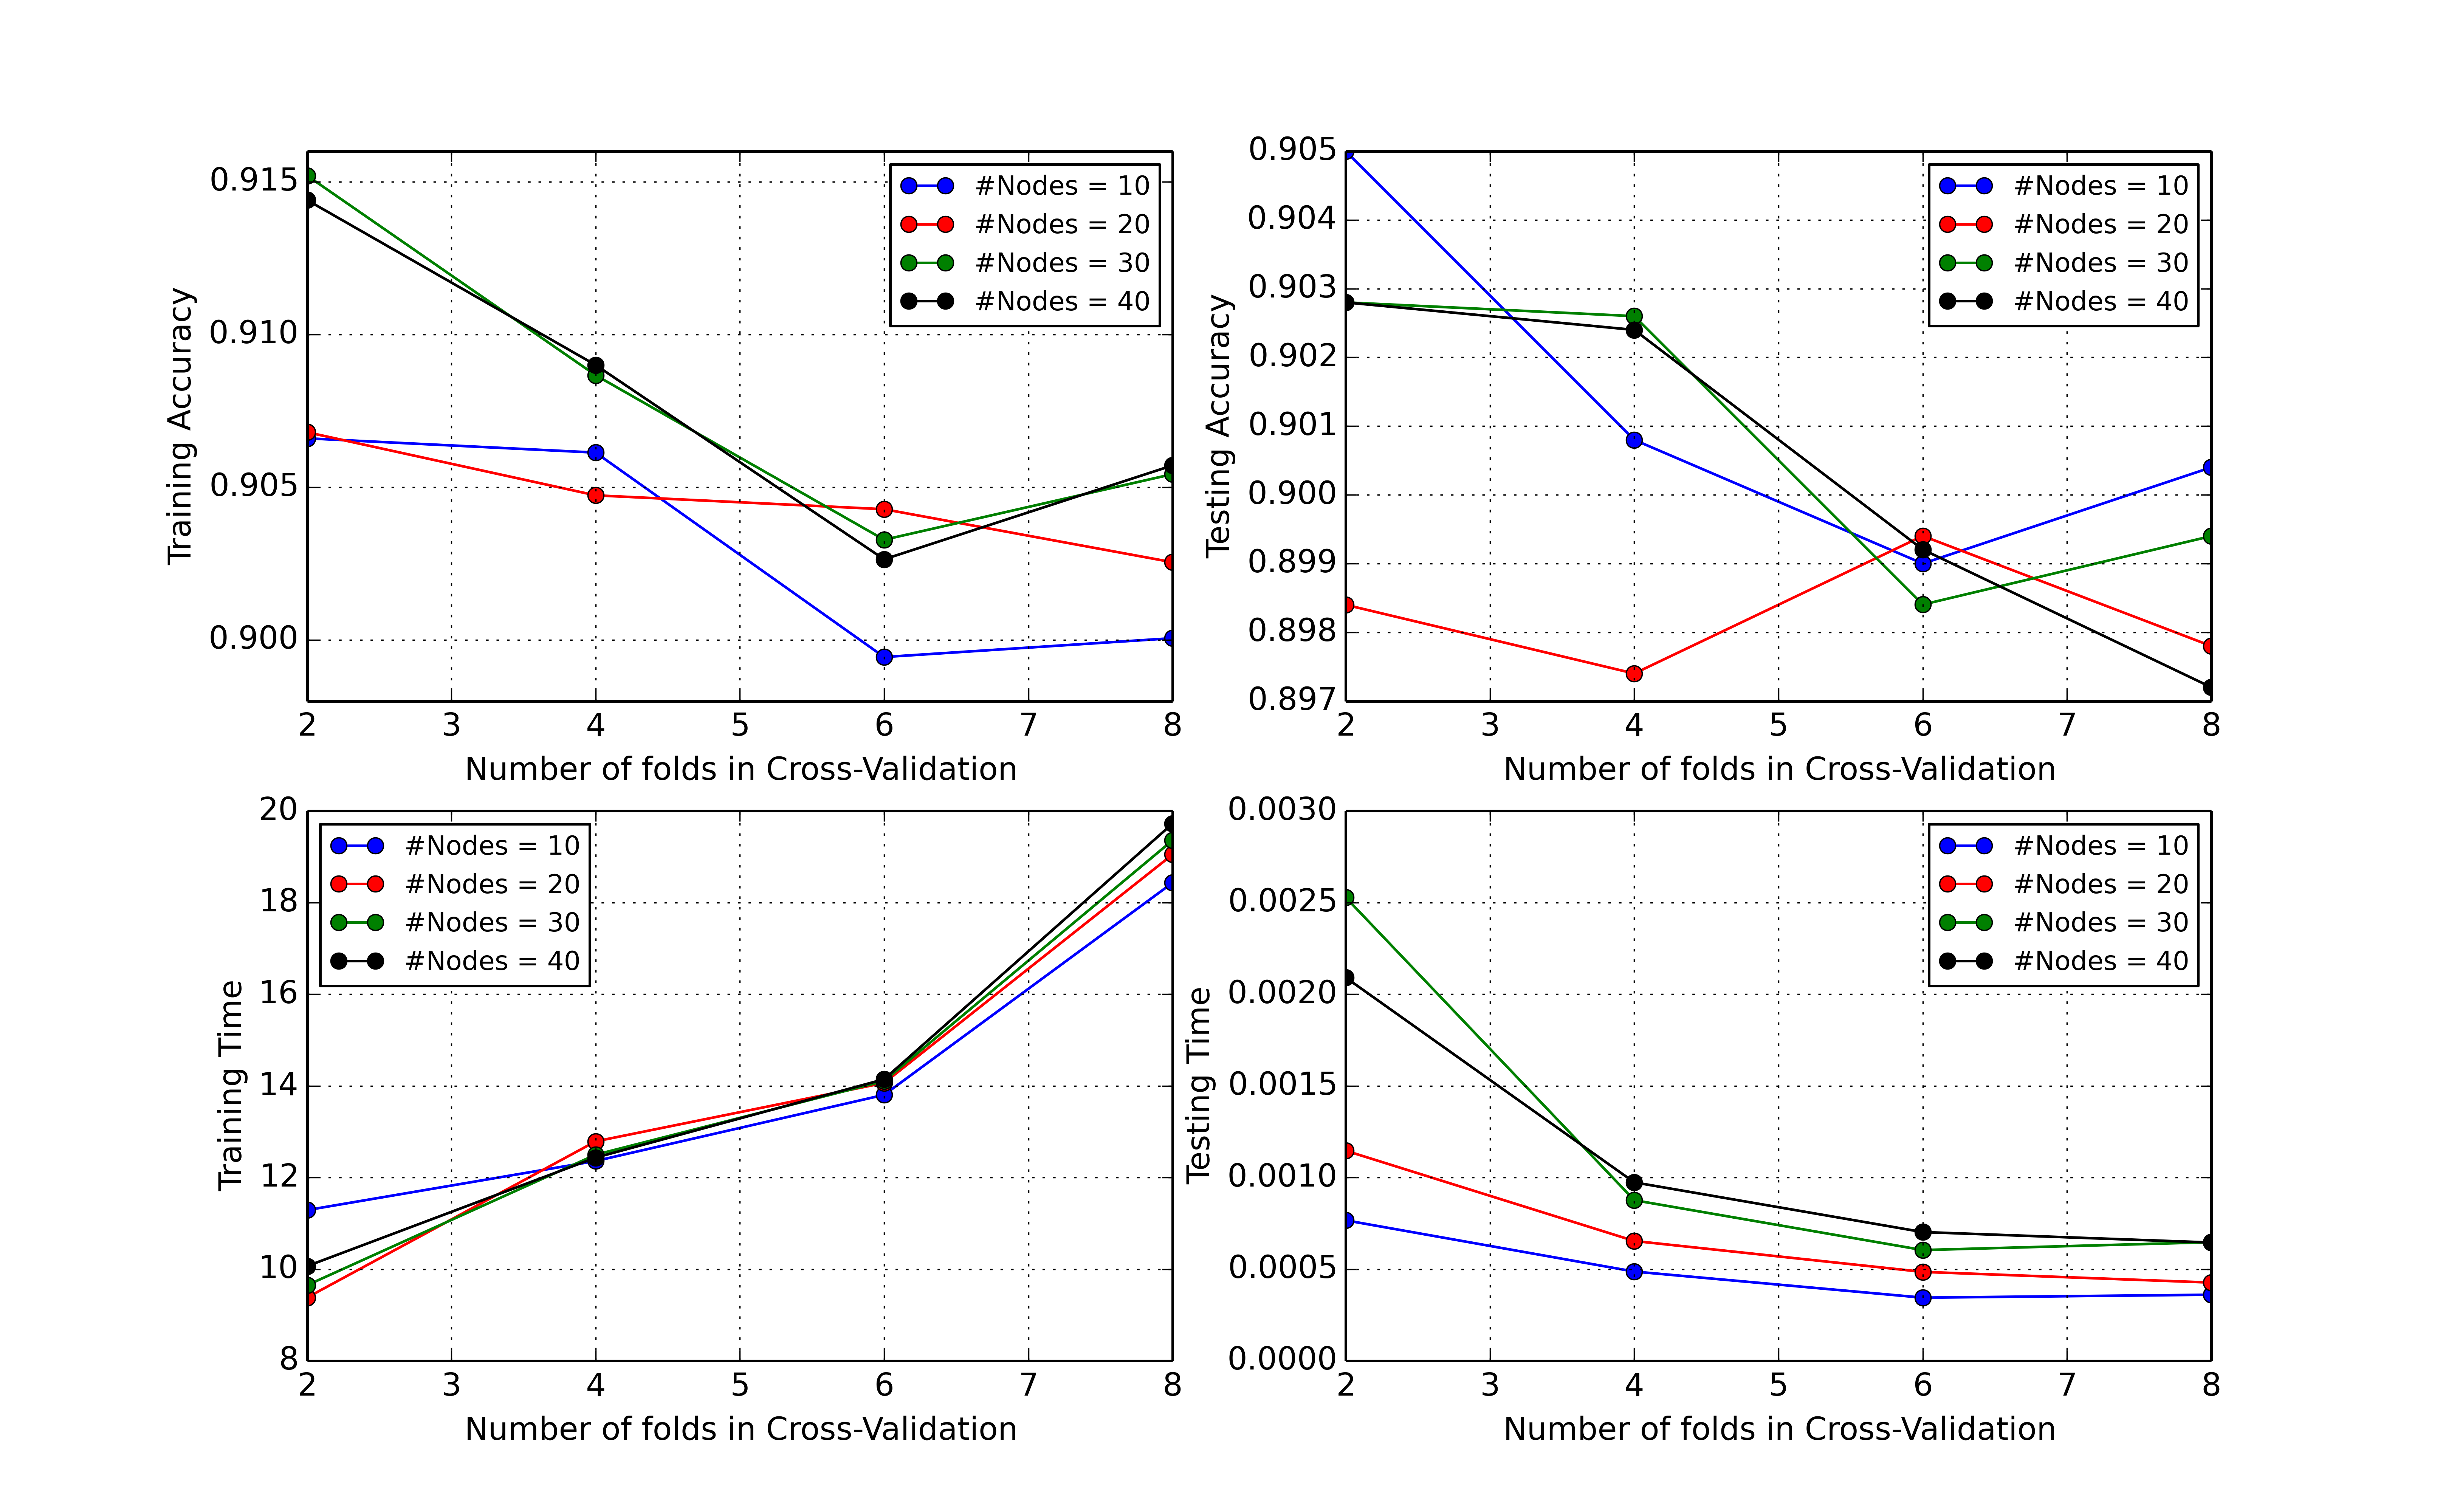 Training Accuracy
0.915
0.910
0.905
0.900
2 3 4 5 6 7 8
Number of folds in Cross-Validation
#Nodes = 10
#Nodes = 20
#Nodes = 30
#Nodes = 40
Testing Accuracy
0.905
0.904
0.903
0.902
0.901
0.900
0.899
0.898
0.897
2 3 4 5 6 7 8
Number of folds in Cross-Validation
#Nodes = 10
#Nodes = 20
#Nodes = 30
#Nodes = 40
Training Time
20
18
16
14
12
10
8
2 3 4 5 6 7 8
Number of folds in Cross-Validation
#Nodes = 10
#Nodes = 20
#Nodes = 30
#Nodes = 40
Testing Time
0.0030
0.0025
0.0020
0.0015
0.0010
0.0005
0.0000
2 3 4 5 6 7 8
Number of folds in Cross-Validation
#Nodes = 10
#Nodes = 20
#Nodes = 30
#Nodes = 40